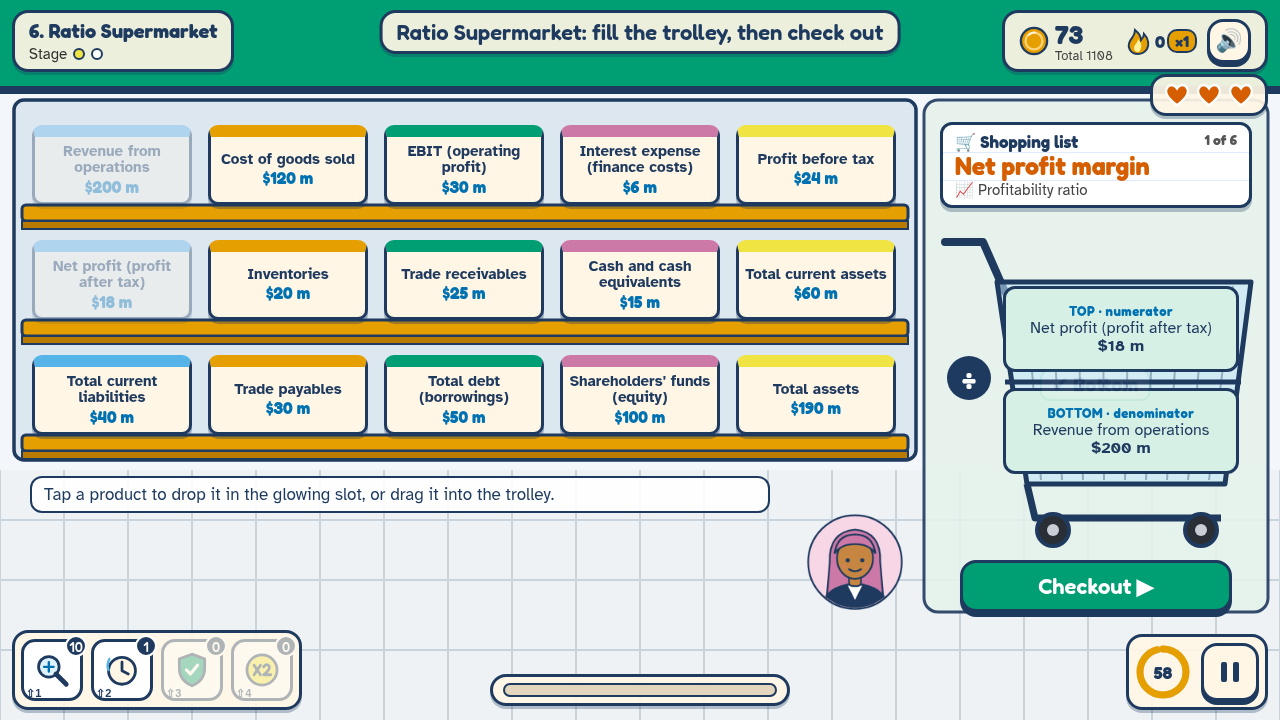 6. Ratio Supermarket
Stage
Ratio Supermarket: fill the trolley, then check out
73
Total 1108
0 x1
Revenue from operations
$200 m
Cost of goods sold
$120 m
EBIT (operating profit)
$30 m
Interest expense (finance costs)
$6 m
Profit before tax
$24 m
Net profit (profit after tax)
$18 m
Inventories
$20 m
Trade receivables
$25 m
Cash and cash equivalents
$15 m
Total current assets
$60 m
Total current liabilities
$40 m
Trade payables
$30 m
Total debt (borrowings)
$50 m
Shareholders' funds (equity)
$100 m
Total assets
$190 m
Shopping list
1 of 6
Net profit margin
Profitability ratio
TOP · numerator
Net profit (profit after tax)
$18 m
÷
BOTTOM · denominator
Revenue from operations
$200 m
Checkout ▶
Tap a product to drop it in the glowing slot, or drag it into the trolley.
10
⇧1
1
⇧2
0
⇧3
0
X2
⇧4
58